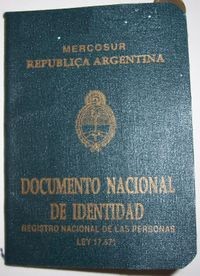 MERCOSUR
REPUBLICA ARGENTINA
DOCUMENTO NACIONAL
DE IDENTIDAD
REGISTRO NACIONAL DE LAS PERSONAS
LEY 17.671